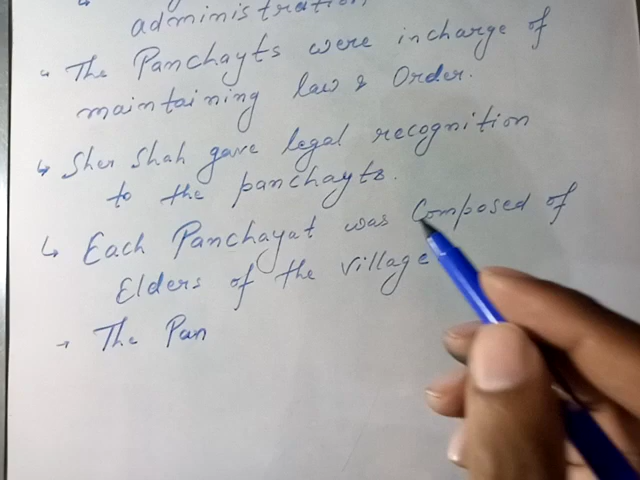 administration
The Panchayts were incharge of
maintaining law & Order.
Sher Shah gave legal recognition
to the panchayts.
Each Panchayat was Composed of
Elders of the village
The Pan